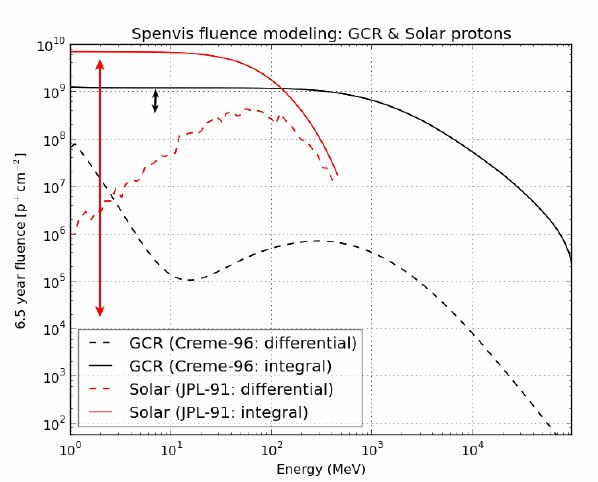 Spenvis fluence modeling: GCR & Solar protons
6.5 year fluence [p⁺ cm⁻²]
10¹⁰
10⁹
10⁸
10⁷
10⁶
10⁵
10⁴
10³
10²
GCR (Creme-96: differential)
GCR (Creme-96: integral)
Solar (JPL-91: differential)
Solar (JPL-91: integral)
10⁰ 10¹ 10² 10³ 10⁴
Energy (MeV)